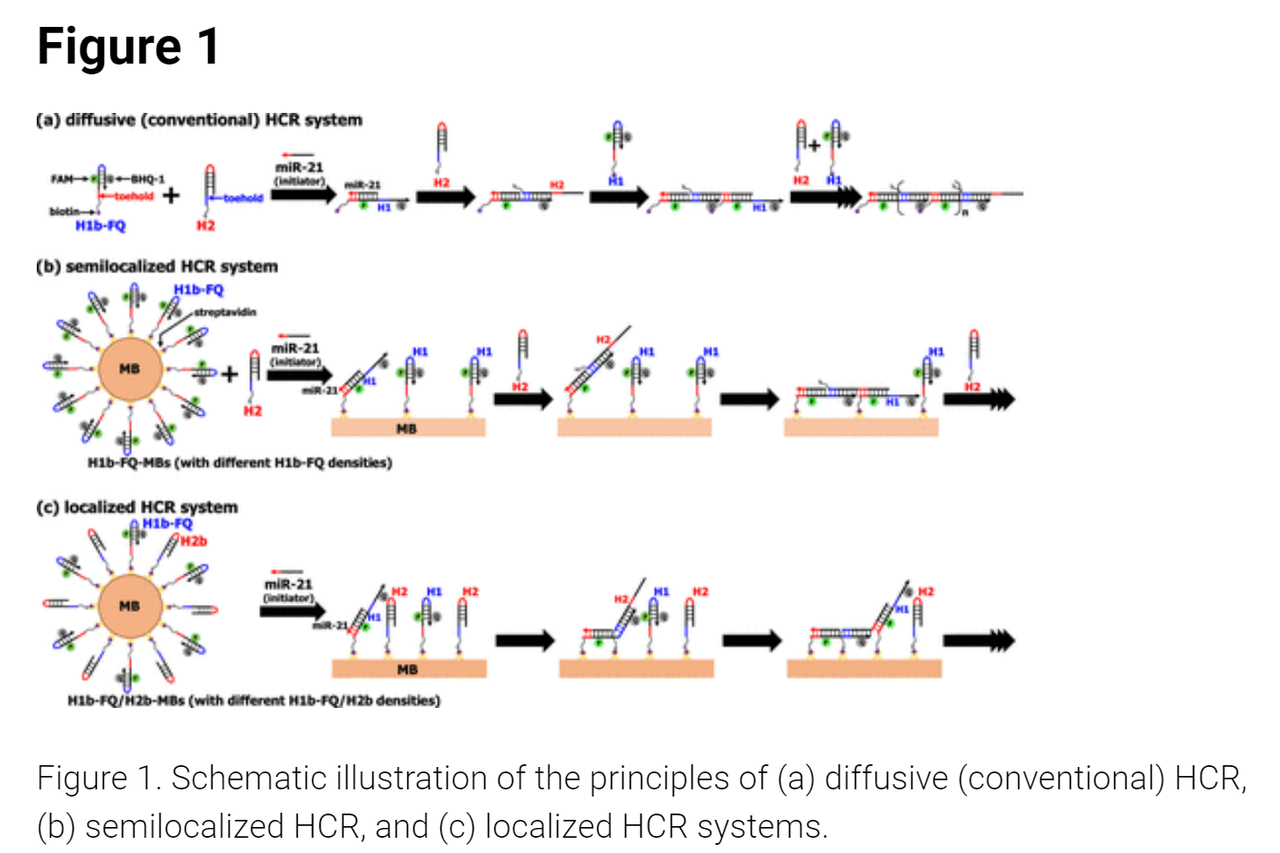 Figure 1
(a) diffusive (conventional) HCR system
FAM
BHQ-1
toehold
biotin
H1b-FQ
+
toehold
H2
miR-21
(initiator)
miR-21
H1
H2
H2
H1
H1
H2
+
H1
n
(b) semilocalized HCR system
H1b-FQ
streptavidin
MB
+
H2
miR-21
(initiator)
miR-21
H1
H1
H1
MB
H2
H2
H1
H1
H1
H1
H2
H1b-FQ-MBs (with different H1b-FQ densities)
(c) localized HCR system
H1b-FQ
H2b
MB
miR-21
(initiator)
miR-21
H1
H2
H1
H2
MB
H2
H1
H2
H1
H2
H1b-FQ/H2b-MBs (with different H1b-FQ/H2b densities)
Figure 1. Schematic illustration of the principles of (a) diffusive (conventional) HCR,
(b) semilocalized HCR, and (c) localized HCR systems.